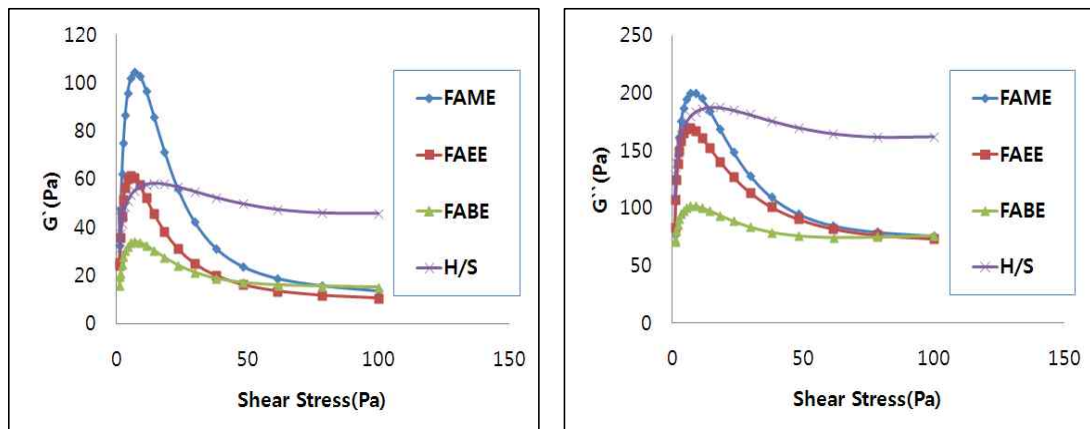 120
100
80
60
40
20
0
G`(Pa)
0 50 100 150
Shear Stress(Pa)
FAME
FAEE
FABE
H/S
250
200
150
100
50
0
G``(Pa)
0 50 100 150
Shear Stress(Pa)
FAME
FAEE
FABE
H/S